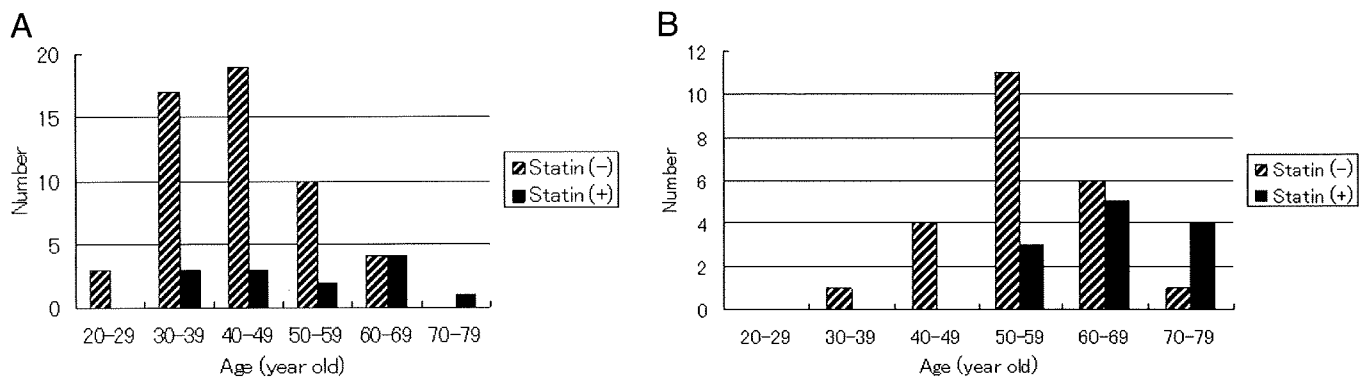 A
Number
20
15
10
5
0
20-29
30-39
40-49
50-59
60-69
70-79
Age (year old)
Statin (-)
Statin (+)
B
Number
12
10
8
6
4
2
0
20-29
30-39
40-49
50-59
60-69
70-79
Age (year old)
Statin (-)
Statin (+)